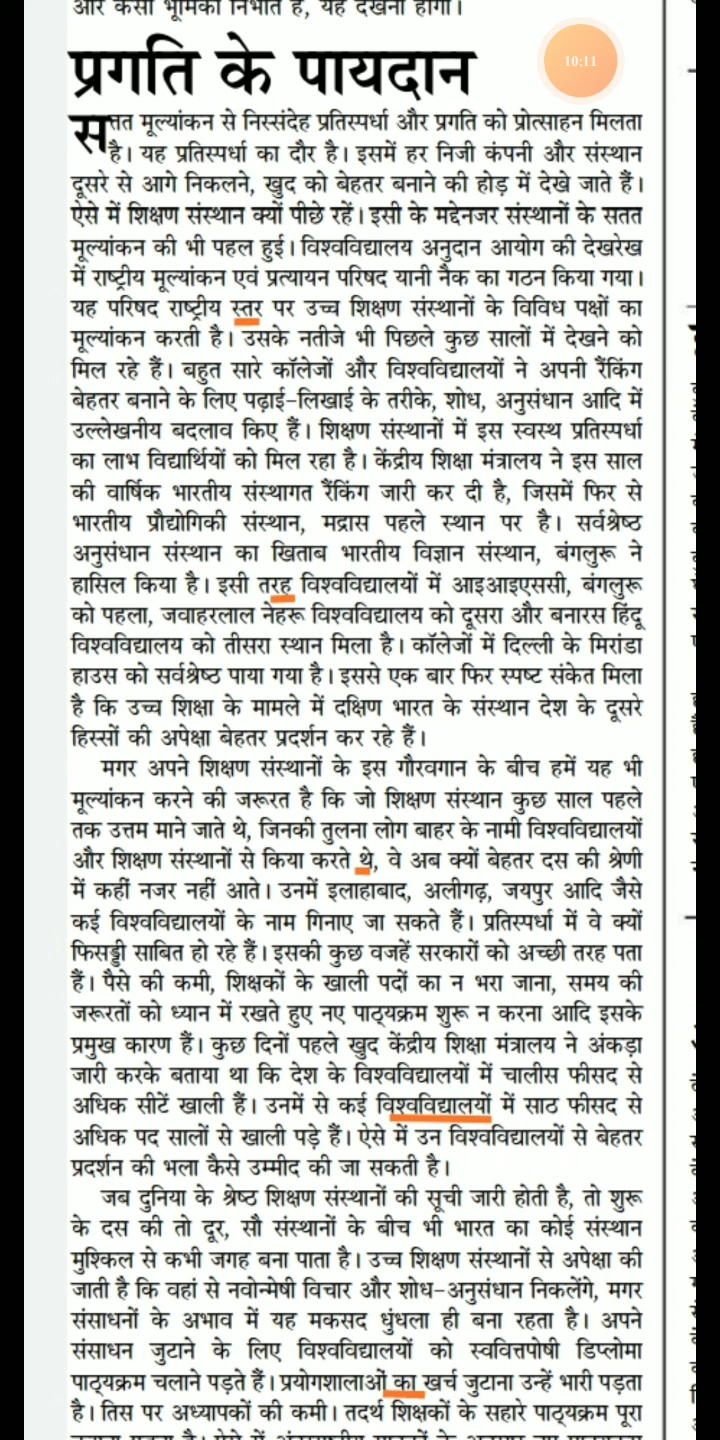 और कैसी भूमिका निभाते हैं, यह देखना होगा।
10:11
प्रगति के पायदान
सतत मूल्यांकन से निस्संदेह प्रतिस्पर्धा और प्रगति को प्रोत्साहन मिलता
है। यह प्रतिस्पर्धा का दौर है। इसमें हर निजी कंपनी और संस्थान
दूसरे से आगे निकलने, खुद को बेहतर बनाने की होड़ में देखे जाते हैं।
ऐसे में शिक्षण संस्थान क्यों पीछे रहें। इसी के मद्देनजर संस्थानों के सतत
मूल्यांकन की भी पहल हुई। विश्वविद्यालय अनुदान आयोग की देखरेख
में राष्ट्रीय मूल्यांकन एवं प्रत्यायन परिषद यानी नैक का गठन किया गया।
यह परिषद राष्ट्रीय स्तर पर उच्च शिक्षण संस्थानों के विविध पक्षों का
मूल्यांकन करती है। उसके नतीजे भी पिछले कुछ सालों में देखने को
मिल रहे हैं। बहुत सारे कॉलेजों और विश्वविद्यालयों ने अपनी रैंकिंग
बेहतर बनाने के लिए पढ़ाई-लिखाई के तरीके, शोध, अनुसंधान आदि में
उल्लेखनीय बदलाव किए हैं। शिक्षण संस्थानों में इस स्वस्थ प्रतिस्पर्धा
का लाभ विद्यार्थियों को मिल रहा है। केंद्रीय शिक्षा मंत्रालय ने इस साल
की वार्षिक भारतीय संस्थागत रैंकिंग जारी कर दी है, जिसमें फिर से
भारतीय प्रौद्योगिकी संस्थान, मद्रास पहले स्थान पर है। सर्वश्रेष्ठ
अनुसंधान संस्थान का खिताब भारतीय विज्ञान संस्थान, बंगलुरू ने
हासिल किया है। इसी तरह विश्वविद्यालयों में आइआइएससी, बंगलुरू
को पहला, जवाहरलाल नेहरू विश्वविद्यालय को दूसरा और बनारस हिंदू
विश्वविद्यालय को तीसरा स्थान मिला है। कॉलेजों में दिल्ली के मिरांडा
हाउस को सर्वश्रेष्ठ पाया गया है। इससे एक बार फिर स्पष्ट संकेत मिला
है कि उच्च शिक्षा के मामले में दक्षिण भारत के संस्थान देश के दूसरे
हिस्सों की अपेक्षा बेहतर प्रदर्शन कर रहे हैं।
मगर अपने शिक्षण संस्थानों के इस गौरवगान के बीच हमें यह भी
मूल्यांकन करने की जरूरत है कि जो शिक्षण संस्थान कुछ साल पहले
तक उत्तम माने जाते थे, जिनकी तुलना लोग बाहर के नामी विश्वविद्यालयों
और शिक्षण संस्थानों से किया करते थे, वे अब क्यों बेहतर दस की श्रेणी
में कहीं नजर नहीं आते। उनमें इलाहाबाद, अलीगढ़, जयपुर आदि जैसे
कई विश्वविद्यालयों के नाम गिनाए जा सकते हैं। प्रतिस्पर्धा में वे क्यों
फिसड्डी साबित हो रहे हैं। इसकी कुछ वजहें सरकारों को अच्छी तरह पता
हैं। पैसे की कमी, शिक्षकों के खाली पदों का न भरा जाना, समय की
जरूरतों को ध्यान में रखते हुए नए पाठ्यक्रम शुरू न करना आदि इसके
प्रमुख कारण हैं। कुछ दिनों पहले खुद केंद्रीय शिक्षा मंत्रालय ने अंकड़ा
जारी करके बताया था कि देश के विश्वविद्यालयों में चालीस फीसद से
अधिक सीटें खाली हैं। उनमें से कई विश्वविद्यालयों में साठ फीसद से
अधिक पद सालों से खाली पड़े हैं। ऐसे में उन विश्वविद्यालयों से बेहतर
प्रदर्शन की भला कैसे उम्मीद की जा सकती है।
जब दुनिया के श्रेष्ठ शिक्षण संस्थानों की सूची जारी होती है, तो शुरू
के दस की तो दूर, सौ संस्थानों के बीच भी भारत का कोई संस्थान
मुश्किल से कभी जगह बना पाता है। उच्च शिक्षण संस्थानों से अपेक्षा की
जाती है कि वहां से नवोन्मेषी विचार और शोध-अनुसंधान निकलेंगे, मगर
संसाधनों के अभाव में यह मकसद धुंधला ही बना रहता है। अपने
संसाधन जुटाने के लिए विश्वविद्यालयों को स्ववित्तपोषी डिप्लोमा
पाठ्यक्रम चलाने पड़ते हैं। प्रयोगशालाओं का खर्च जुटाना उन्हें भारी पड़ता
है। तिस पर अध्यापकों की कमी। तदर्थ शिक्षकों के सहारे पाठ्यक्रम पूरा